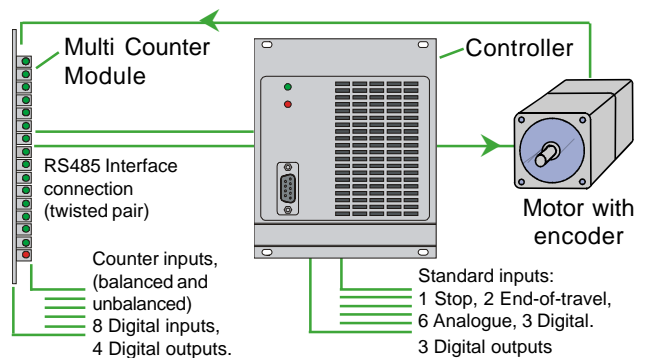 Multi Counter
Module
Controller
RS485 Interface
connection
(twisted pair)
Motor with
encoder
Counter inputs,
(balanced and
unbalanced)
8 Digital inputs,
4 Digital outputs.
Standard inputs:
1 Stop, 2 End-of-travel,
6 Analogue, 3 Digital.
3 Digital outputs